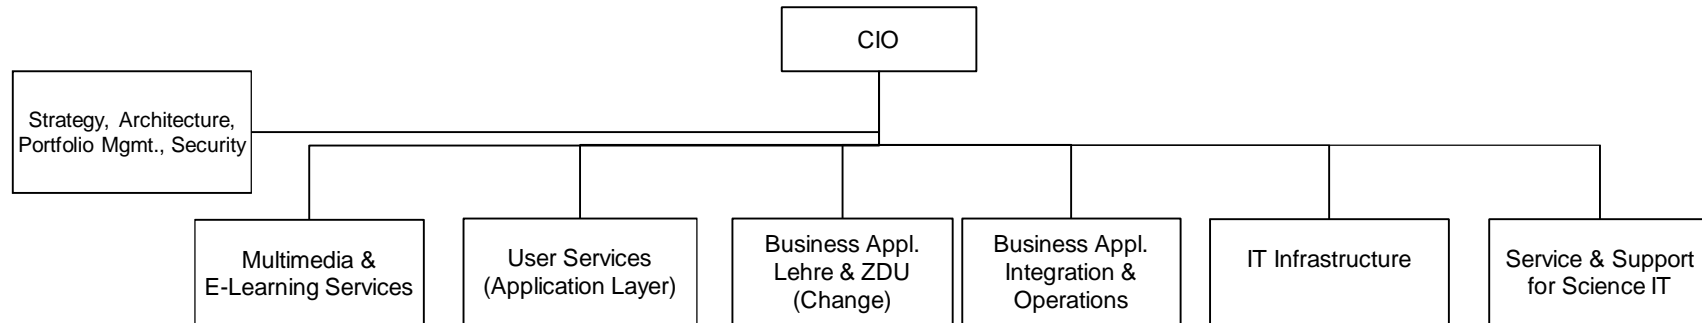 CIO
Strategy, Architecture,
Portfolio Mgmt., Security
Multimedia &
E-Learning Services
User Services
(Application Layer)
Business Appl.
Lehre & ZDU
(Change)
Business Appl.
Integration &
Operations
IT Infrastructure
Service & Support
for Science IT